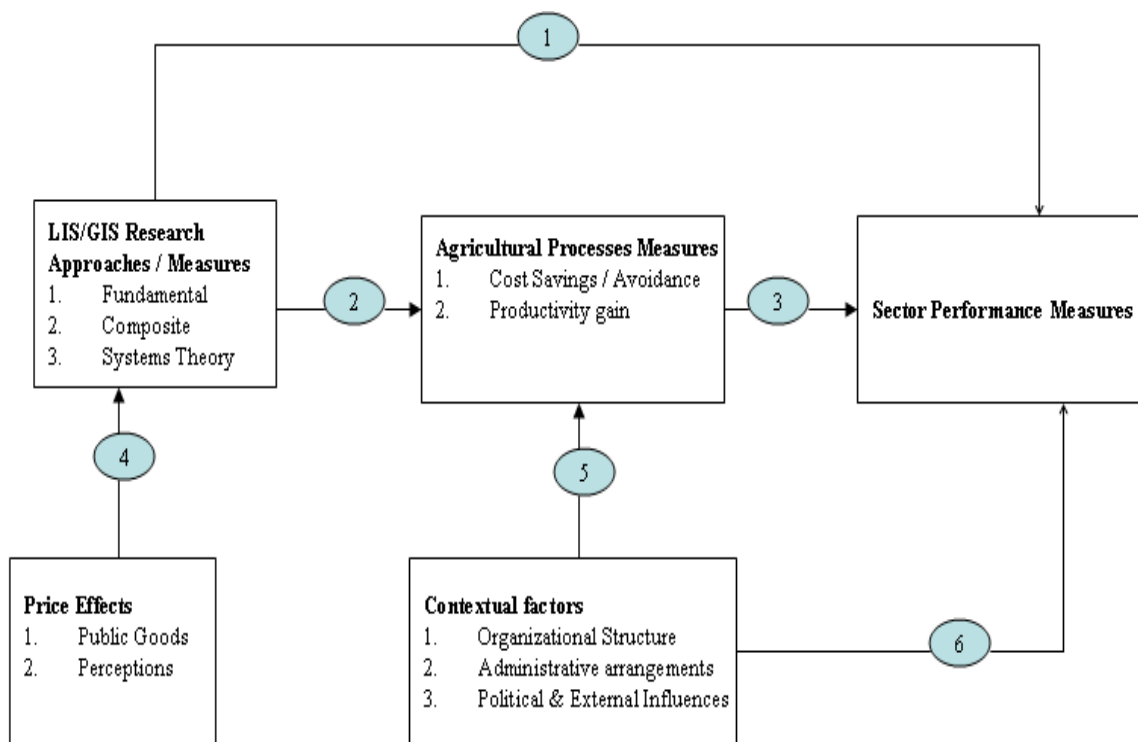 1
LIS/GIS Research
Approaches / Measures
1. Fundamental
2. Composite
3. Systems Theory
2
Agricultural Processes Measures
1. Cost Savings / Avoidance
2. Productivity gain
3
Sector Performance Measures
4
5
Price Effects
1. Public Goods
2. Perceptions
Contextual factors
1. Organizational Structure
2. Administrative arrangements
3. Political & External Influences
6